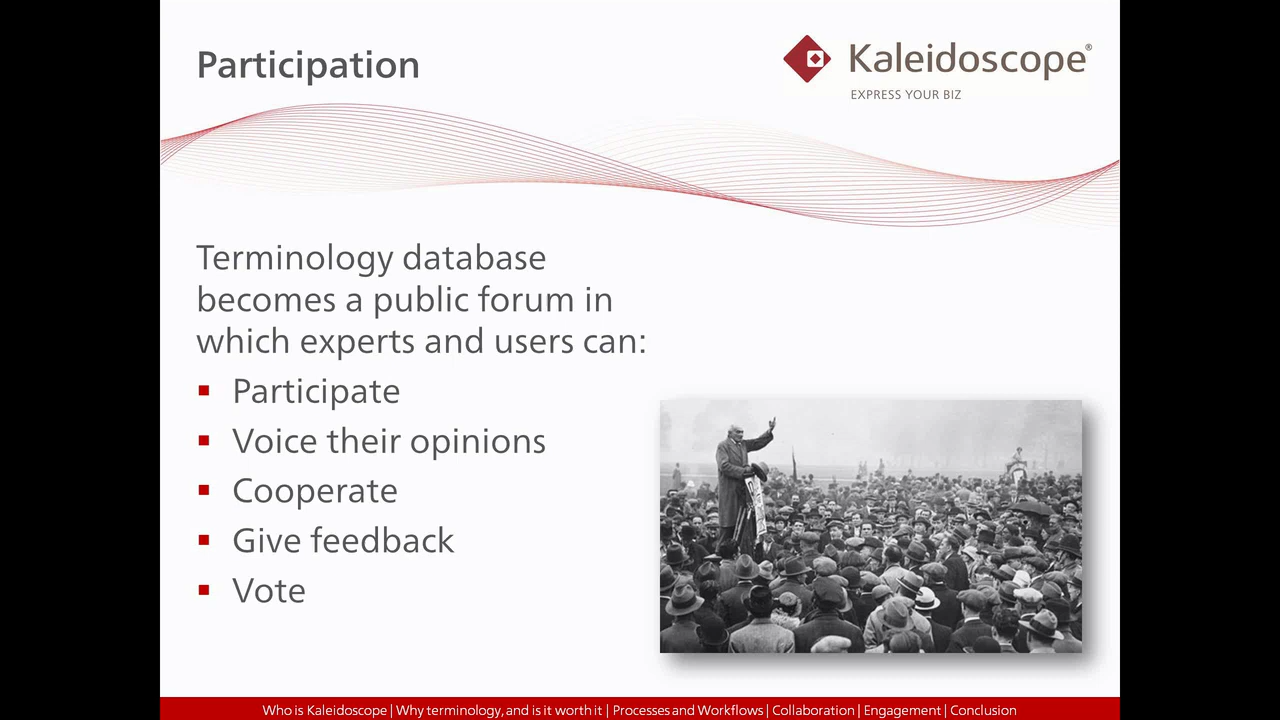 Participation
Kaleidoscope®
EXPRESS YOUR BIZ
Terminology database
becomes a public forum in
which experts and users can:
Participate
Voice their opinions
Cooperate
Give feedback
Vote
Who is Kaleidoscope | Why terminology, and is it worth it | Processes and Workflows | Collaboration | Engagement | Conclusion